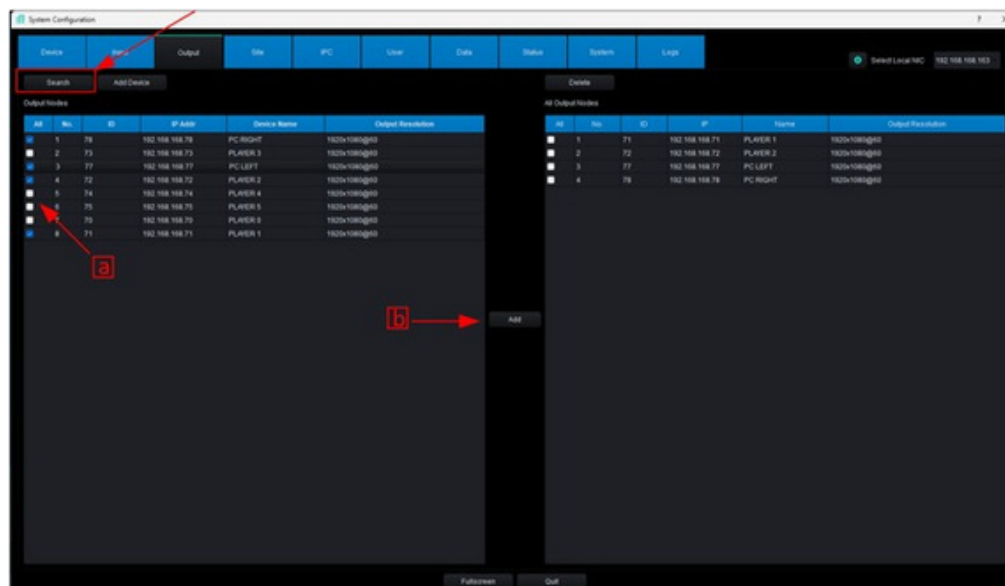 System Configuration ? X
Device Input Output Site IPC User Data Status System Logs
Select Local NIC 192.168.168.163
Search Add Device Delete
Output Nodes All Output Nodes
All No. ID IP Addr Device Name Output Resolution All No. ID IP Name Output Resolution
1 78 192.168.168.78 PC RIGHT 1920x1080@60 1 71 192.168.168.71 PLAYER 1 1920x1080@60
2 73 192.168.168.73 PLAYER 3 1920x1080@60 2 72 192.168.168.72 PLAYER 2 1920x1080@60
3 77 192.168.168.77 PC LEFT 1920x1080@60 3 77 192.168.168.77 PC LEFT 1920x1080@60
4 72 192.168.168.72 PLAYER 2 1920x1080@60 4 78 192.168.168.78 PC RIGHT 1920x1080@60
5 74 192.168.168.74 PLAYER 4 1920x1080@60
6 75 192.168.168.75 PLAYER 5 1920x1080@60
7 70 192.168.168.70 PLAYER 0 1920x1080@60
8 71 192.168.168.71 PLAYER 1 1920x1080@60
a
b Add
Fullscreen Quit